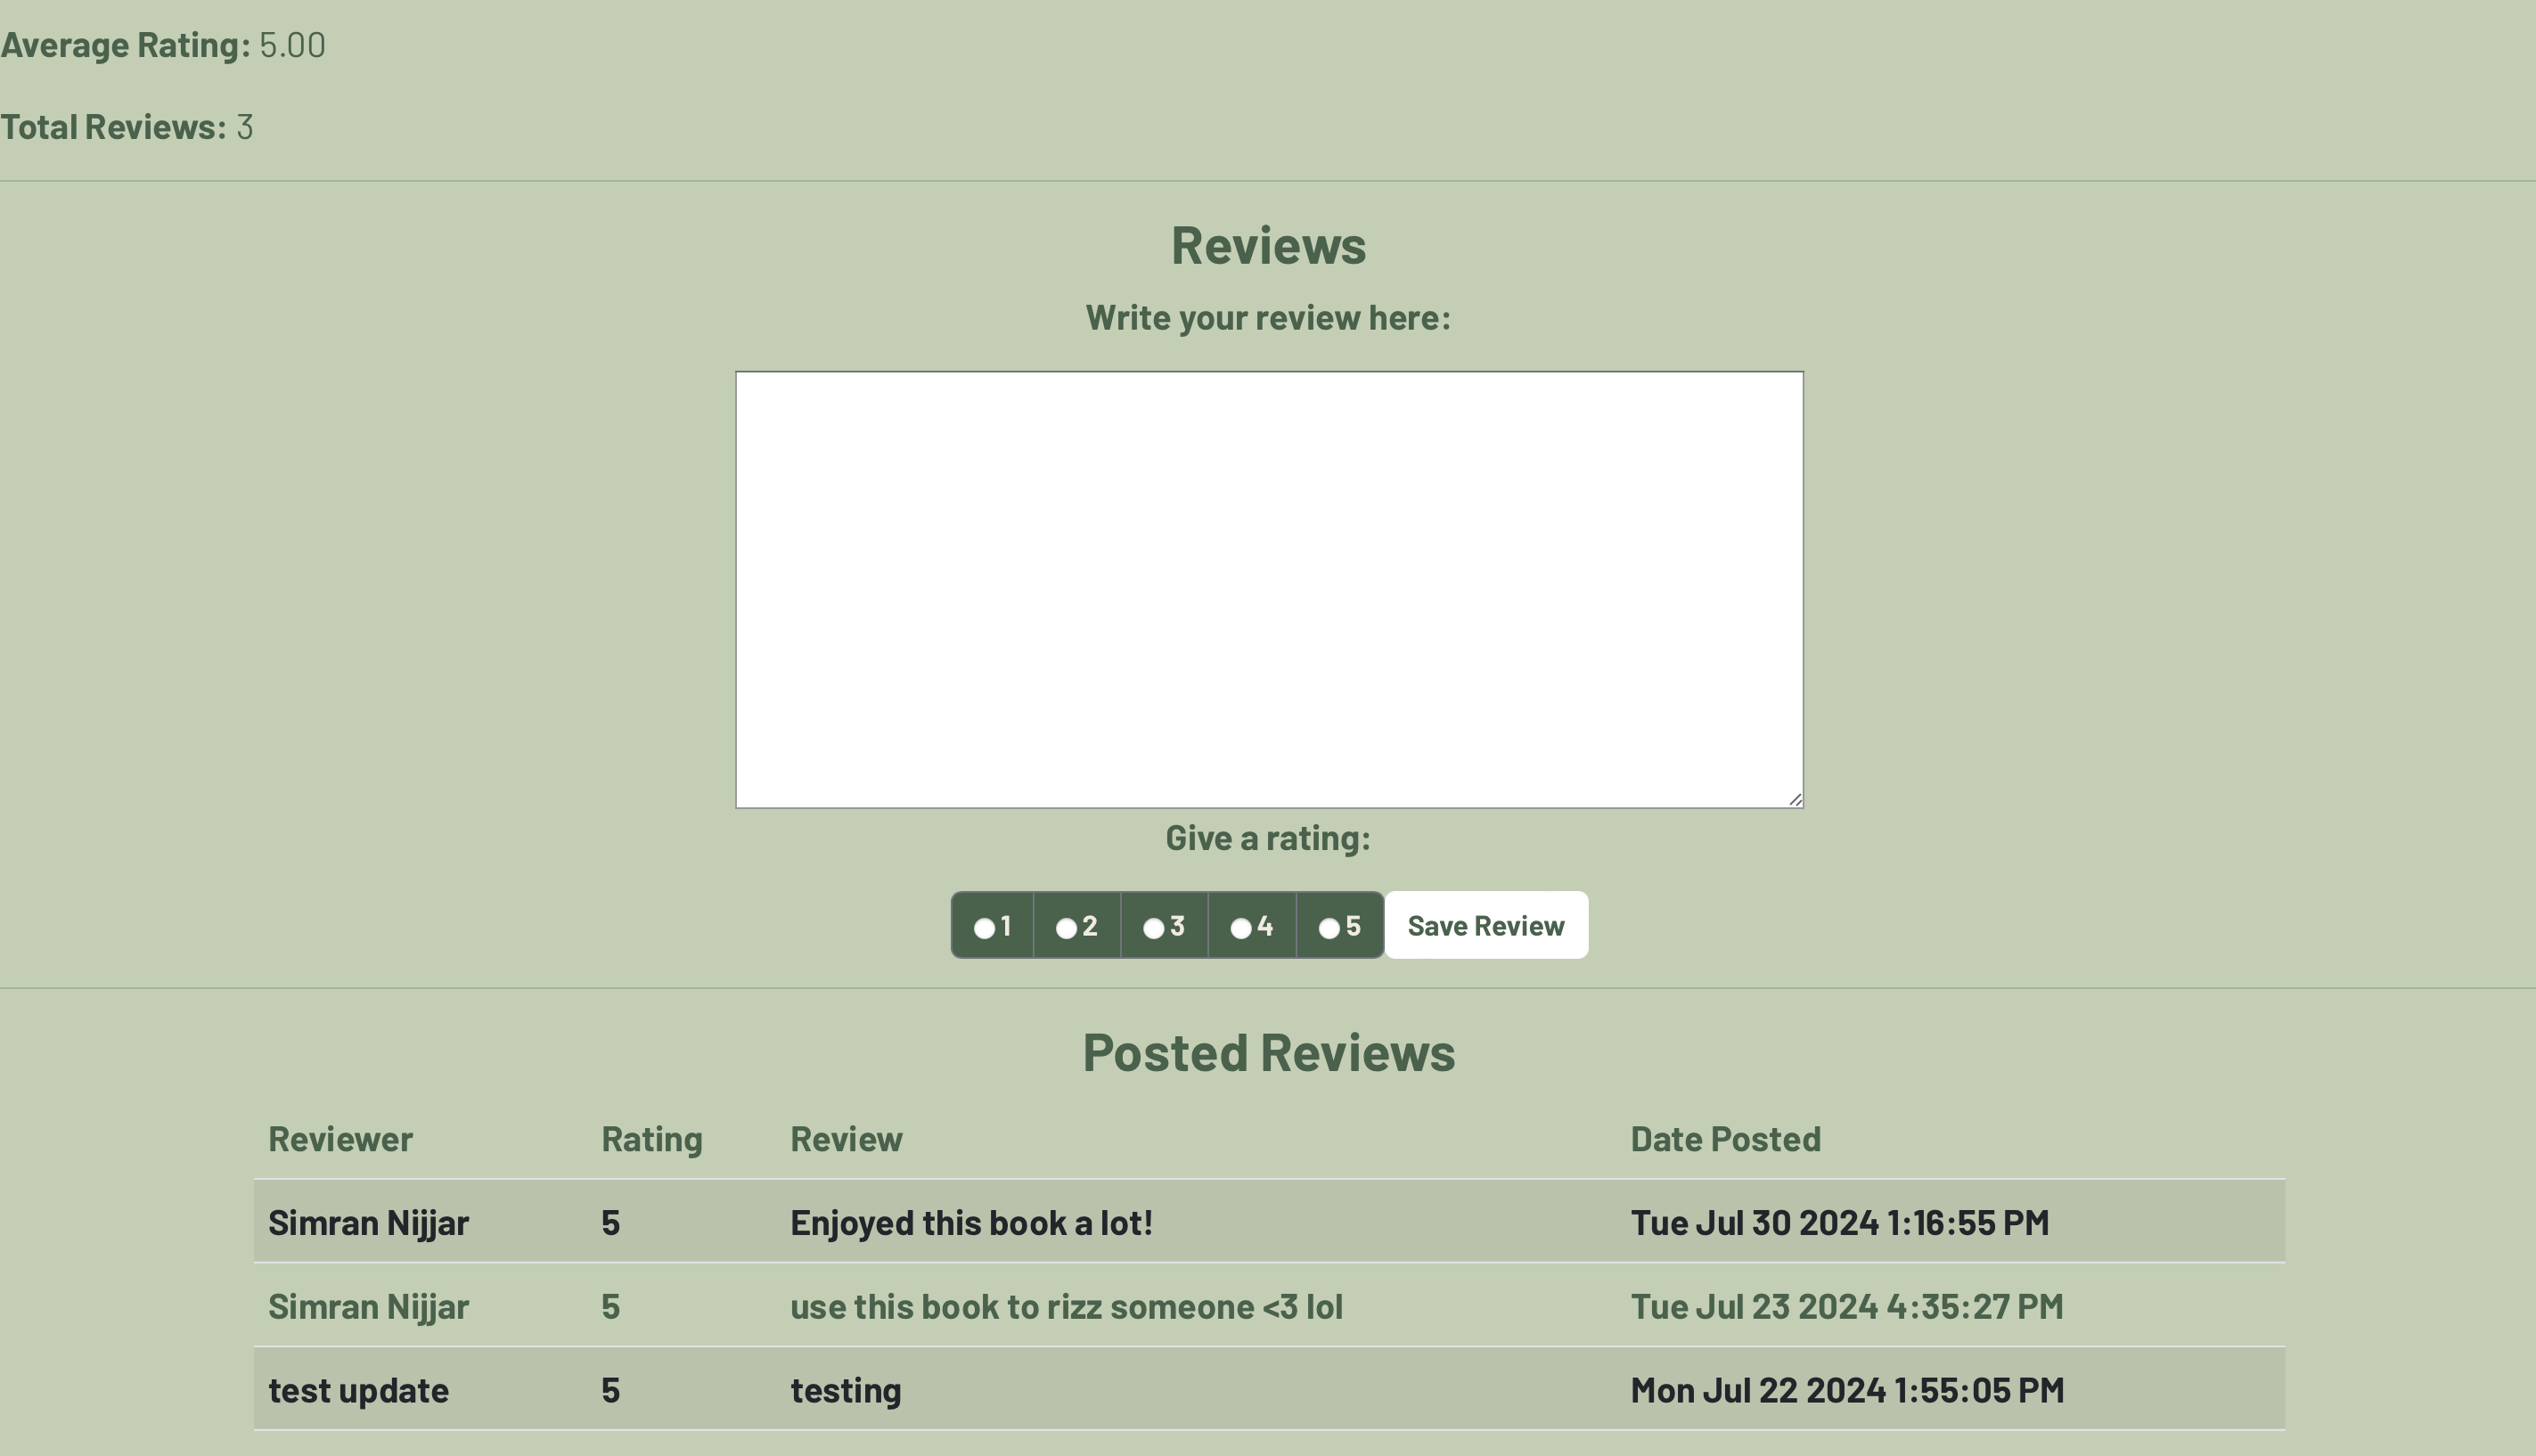 Average Rating: 5.00
Total Reviews: 3
Reviews
Write your review here:
Give a rating:
1 2 3 4 5 Save Review
Posted Reviews
Reviewer Rating Review Date Posted
Simran Nijjar 5 Enjoyed this book a lot! Tue Jul 30 2024 1:16:55 PM
Simran Nijjar 5 use this book to rizz someone <3 lol Tue Jul 23 2024 4:35:27 PM
test update 5 testing Mon Jul 22 2024 1:55:05 PM